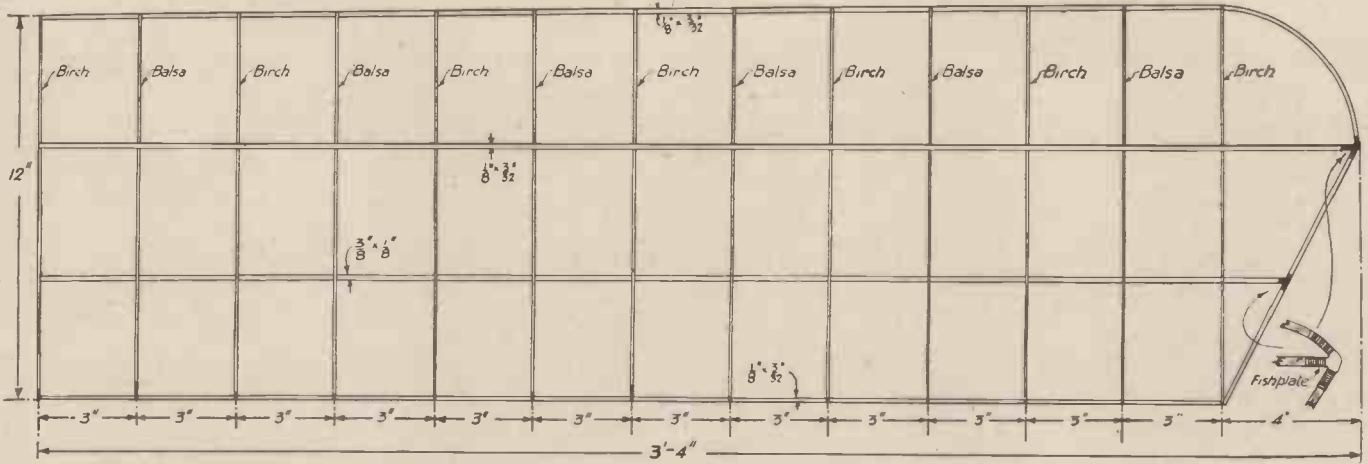 1/8" × 3/32"
Birch Balsa Birch Balsa Birch Balsa Birch Balsa Birch Balsa Birch Balsa Birch
12"
1/8" × 3/32"
3/8" × 1/8"
1/8" × 3/32"
Fishplate
3" 3" 3" 3" 3" 3" 3" 3" 3" 3" 3" 3" 4"
3'-4"